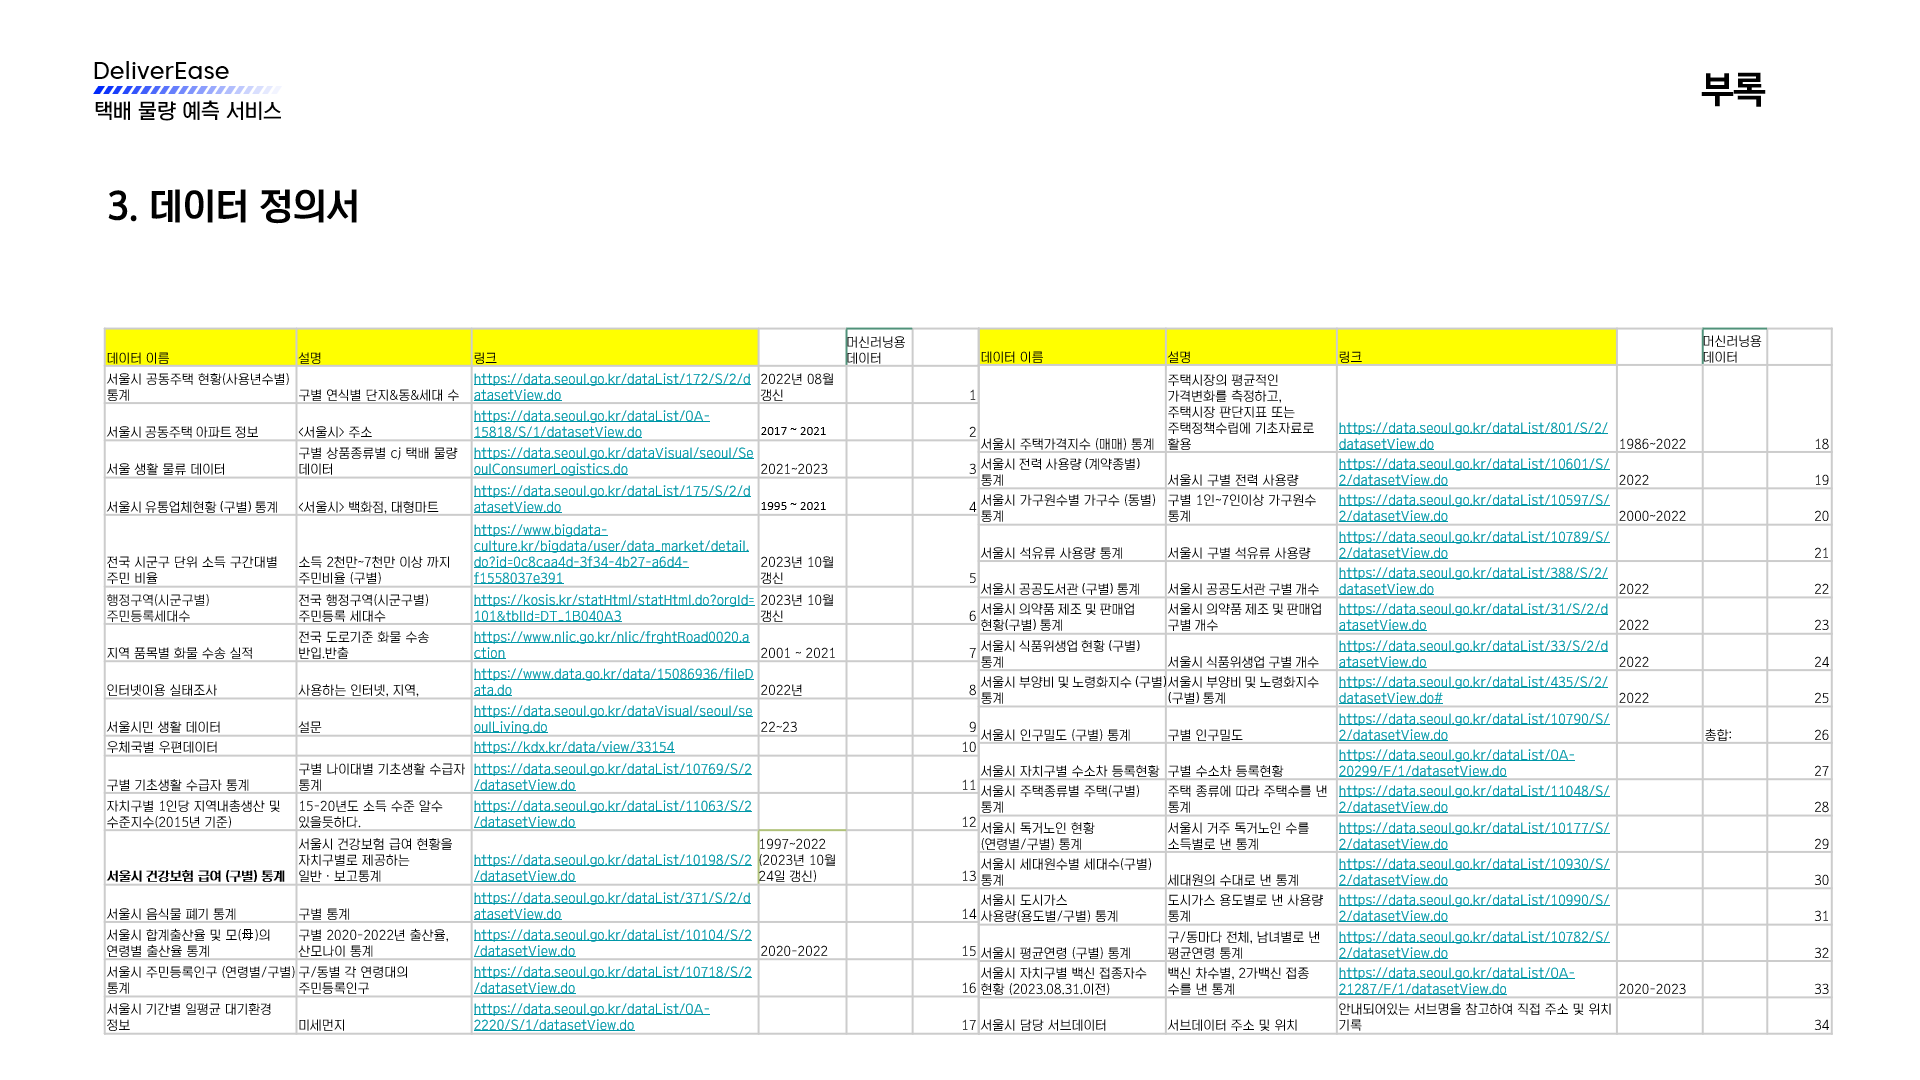 DeliverEase
택배 물량 예측 서비스
부록
3. 데이터 정의서
데이터 이름
설명
링크
머신러닝용
데이터
서울시 공동주택 현황(사용년수별)
통계
구별 연식별 단지&동&세대 수
https://data.seoul.go.kr/dataList/172/S/2/d
atasetView.do
2022년 08월
갱신
1
서울시 공동주택 아파트 정보
<서울시> 주소
https://data.seoul.go.kr/dataList/OA-
15818/S/1/datasetView.do
2017 ~ 2021
2
서울 생활 물류 데이터
구별 상품종류별 cj 택배 물량
데이터
https://data.seoul.go.kr/dataVisual/seoul/Se
oulConsumerLogistics.do
2021~2023
3
서울시 유통업체현황 (구별) 통계
<서울시> 백화점, 대형마트
https://data.seoul.go.kr/dataList/175/S/2/d
atasetView.do
1995 ~ 2021
4
전국 시군구 단위 소득 구간대별
주민 비율
소득 2천만~7천만 이상 까지
주민비율 (구별)
https://www.bigdata-
culture.kr/bigdata/user/data_market/detail.
do?id=0c8caa4d-3f34-4b27-a6d4-
f1558037e391
2023년 10월
갱신
5
행정구역(시군구별)
주민등록세대수
전국 행정구역(시군구별)
주민등록 세대수
https://kosis.kr/statHtml/statHtml.do?orgId=
101&tblId=DT_1B040A3
2023년 10월
갱신
6
지역 품목별 화물 수송 실적
전국 도로기준 화물 수송
반입.반출
https://www.nlic.go.kr/nlic/frghtRoad0020.a
ction
2001 ~ 2021
7
인터넷이용 실태조사
사용하는 인터넷, 지역,
https://www.data.go.kr/data/15086936/fileD
ata.do
2022년
8
서울시민 생활 데이터
설문
https://data.seoul.go.kr/dataVisual/seoul/se
oulLiving.do
22~23
9
우체국별 우편데이터
https://kdx.kr/data/view/33154
10
구별 기초생활 수급자 통계
구별 나이대별 기초생활 수급자
통계
https://data.seoul.go.kr/dataList/10769/S/2
/datasetView.do
11
자치구별 1인당 지역내총생산 및
수준지수(2015년 기준)
15-20년도 소득 수준 알수
있을듯하다.
https://data.seoul.go.kr/dataList/11063/S/2
/datasetView.do
12
서울시 건강보험 급여 (구별) 통계
서울시 건강보험 급여 현황을
자치구별로 제공하는
일반ㆍ보고통계
https://data.seoul.go.kr/dataList/10198/S/2
/datasetView.do
1997~2022
(2023년 10월
24일 갱신)
13
서울시 음식물 폐기 통계
구별 통계
https://data.seoul.go.kr/dataList/371/S/2/d
atasetView.do
14
서울시 합계출산율 및 모(母)의
연령별 출산율 통계
구별 2020-2022년 출산율,
산모나이 통계
https://data.seoul.go.kr/dataList/10104/S/2
/datasetView.do
2020-2022
15
서울시 주민등록인구 (연령별/구별)
통계
구/동별 각 연령대의
주민등록인구
https://data.seoul.go.kr/dataList/10718/S/2
/datasetView.do
16
서울시 기간별 일평균 대기환경
정보
미세먼지
https://data.seoul.go.kr/dataList/OA-
2220/S/1/datasetView.do
17
데이터 이름
설명
링크
머신러닝용
데이터
서울시 주택가격지수 (매매) 통계
주택시장의 평균적인
가격변화를 측정하고,
주택시장 판단지표 또는
주택정책수립에 기초자료로
활용
https://data.seoul.go.kr/dataList/801/S/2/
datasetView.do
1986~2022
18
서울시 전력 사용량 (계약종별)
통계
서울시 구별 전력 사용량
https://data.seoul.go.kr/dataList/10601/S/
2/datasetView.do
2022
19
서울시 가구원수별 가구수 (동별)
통계
구별 1인~7인이상 가구원수
통계
https://data.seoul.go.kr/dataList/10597/S/
2/datasetView.do
2000~2022
20
서울시 석유류 사용량 통계
서울시 구별 석유류 사용량
https://data.seoul.go.kr/dataList/10789/S/
2/datasetView.do
21
서울시 공공도서관 (구별) 통계
서울시 공공도서관 구별 개수
https://data.seoul.go.kr/dataList/388/S/2/
datasetView.do
2022
22
서울시 의약품 제조 및 판매업
현황(구별) 통계
서울시 의약품 제조 및 판매업
구별 개수
https://data.seoul.go.kr/dataList/31/S/2/d
atasetView.do
2022
23
서울시 식품위생업 현황 (구별)
통계
서울시 식품위생업 구별 개수
https://data.seoul.go.kr/dataList/33/S/2/d
atasetView.do
2022
24
서울시 부양비 및 노령화지수 (구별)
통계
서울시 부양비 및 노령화지수
(구별) 통계
https://data.seoul.go.kr/dataList/435/S/2/
datasetView.do#
2022
25
서울시 인구밀도 (구별) 통계
구별 인구밀도
https://data.seoul.go.kr/dataList/10790/S/
2/datasetView.do
총합:
26
서울시 자치구별 수소차 등록현황
구별 수소차 등록현황
https://data.seoul.go.kr/dataList/OA-
20299/F/1/datasetView.do
27
서울시 주택종류별 주택(구별)
통계
주택 종류에 따라 주택수를 낸
통계
https://data.seoul.go.kr/dataList/11048/S/
2/datasetView.do
28
서울시 독거노인 현황
(연령별/구별) 통계
서울시 거주 독거노인 수를
소득별로 낸 통계
https://data.seoul.go.kr/dataList/10177/S/
2/datasetView.do
29
서울시 세대원수별 세대수(구별)
통계
세대원의 수대로 낸 통계
https://data.seoul.go.kr/dataList/10930/S/
2/datasetView.do
30
서울시 도시가스
사용량(용도별/구별) 통계
도시가스 용도별로 낸 사용량
통계
https://data.seoul.go.kr/dataList/10990/S/
2/datasetView.do
31
서울시 평균연령 (구별) 통계
구/동마다 전체, 남녀별로 낸
평균연령 통계
https://data.seoul.go.kr/dataList/10782/S/
2/datasetView.do
32
서울시 자치구별 백신 접종자수
현황 (2023.08.31.이전)
백신 차수별, 2가백신 접종
수를 낸 통계
https://data.seoul.go.kr/dataList/OA-
21287/F/1/datasetView.do
2020-2023
33
서울시 담당 서브데이터
서브데이터 주소 및 위치
안내되어있는 서브명을 참고하여 직접 주소 및 위치
기록
34